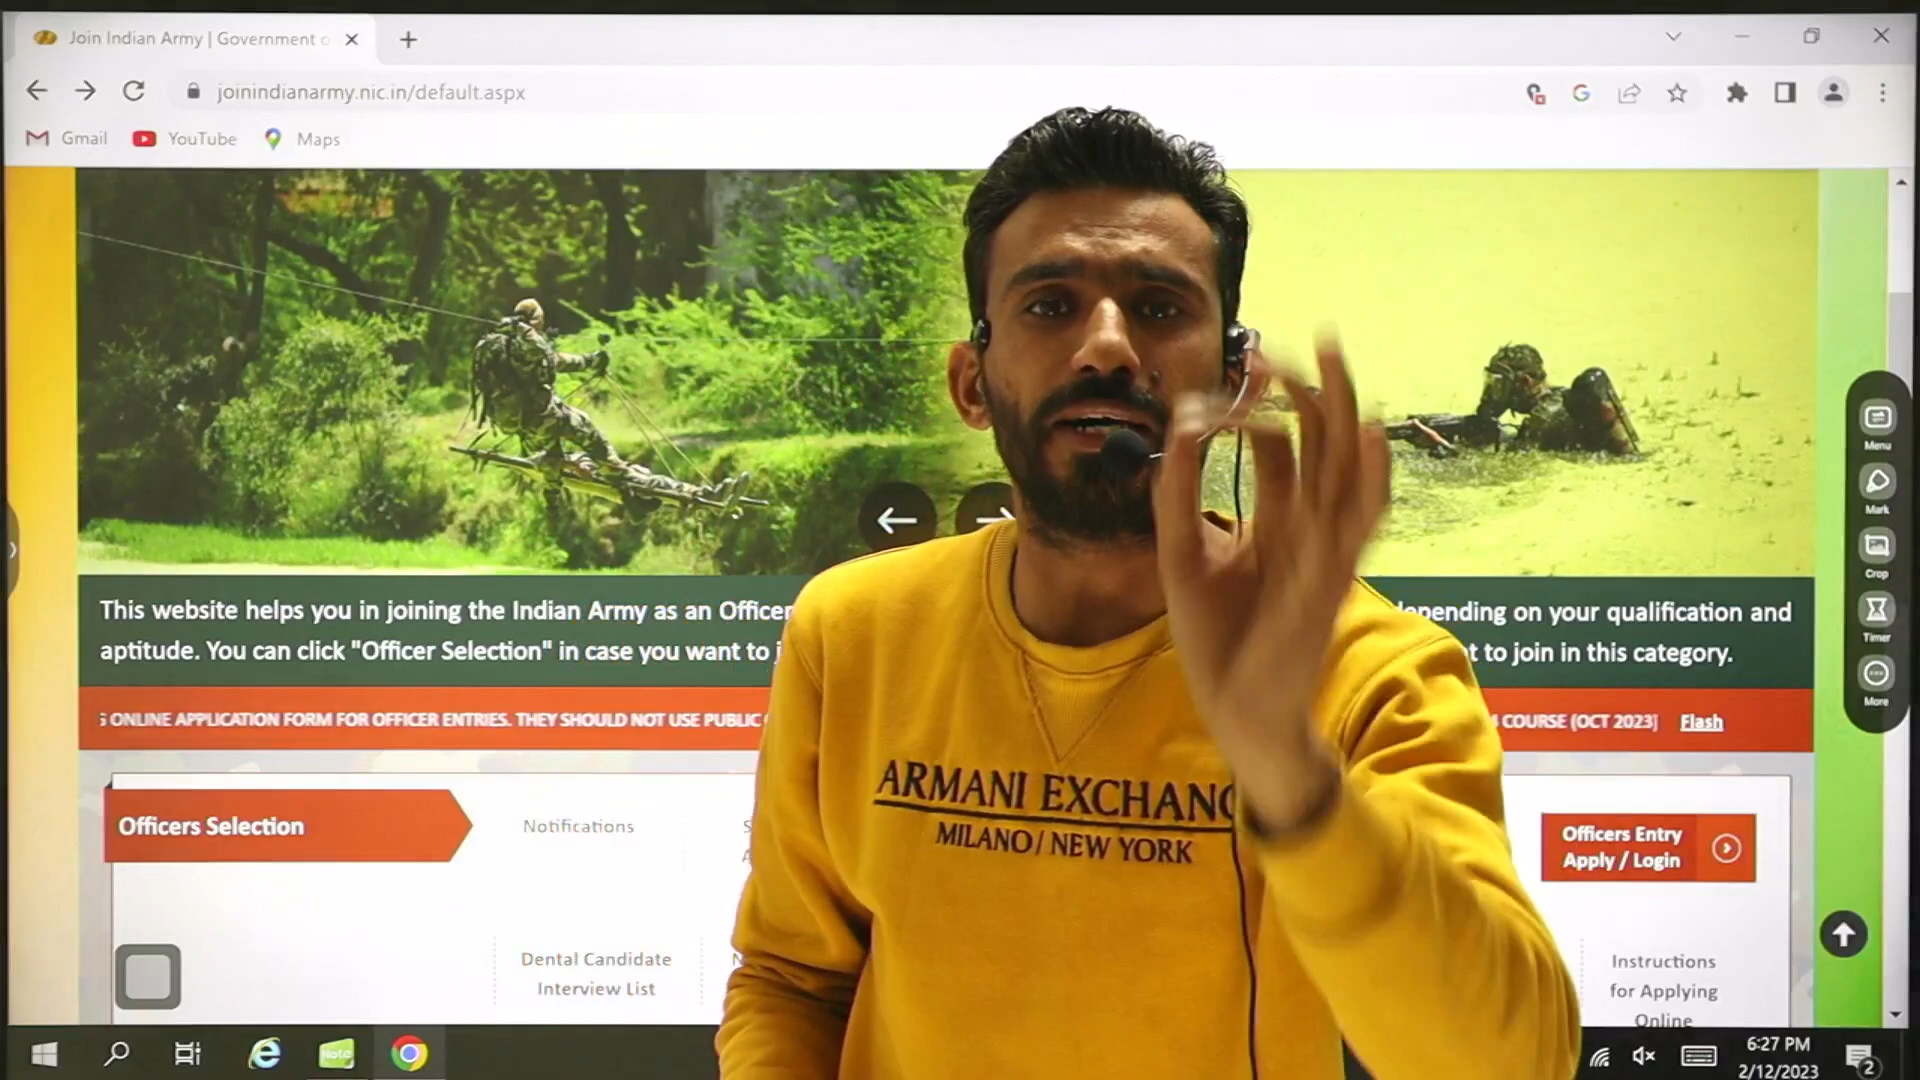 Join Indian Army | Government o
joinindianarmy.nic.in/default.aspx
Gmail YouTube Maps
This website helps you in joining the Indian Army as an Officer depending on your qualification and
aptitude. You can click "Officer Selection" in case you want to to join in this category.
ONLINE APPLICATION FORM FOR OFFICER ENTRIES. THEY SHOULD NOT USE PUBLIC COURSE (OCT 2023) Flash
Officers Selection
Notifications
Officers Entry
Apply / Login
Dental Candidate
Interview List
Instructions
for Applying
Online
Menu
Mark
Crop
Timer
More
ARMANI EXCHANG
MILANO / NEW YORK
Note
6:27 PM
2/12/2023
2